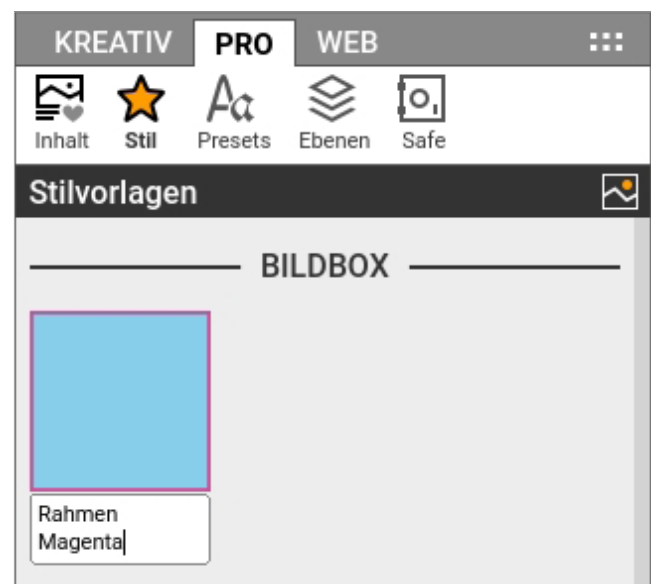 KREATIV PRO WEB
Inhalt Stil Presets Ebenen Safe
Stilvorlagen
BILDBOX
Rahmen
Magenta